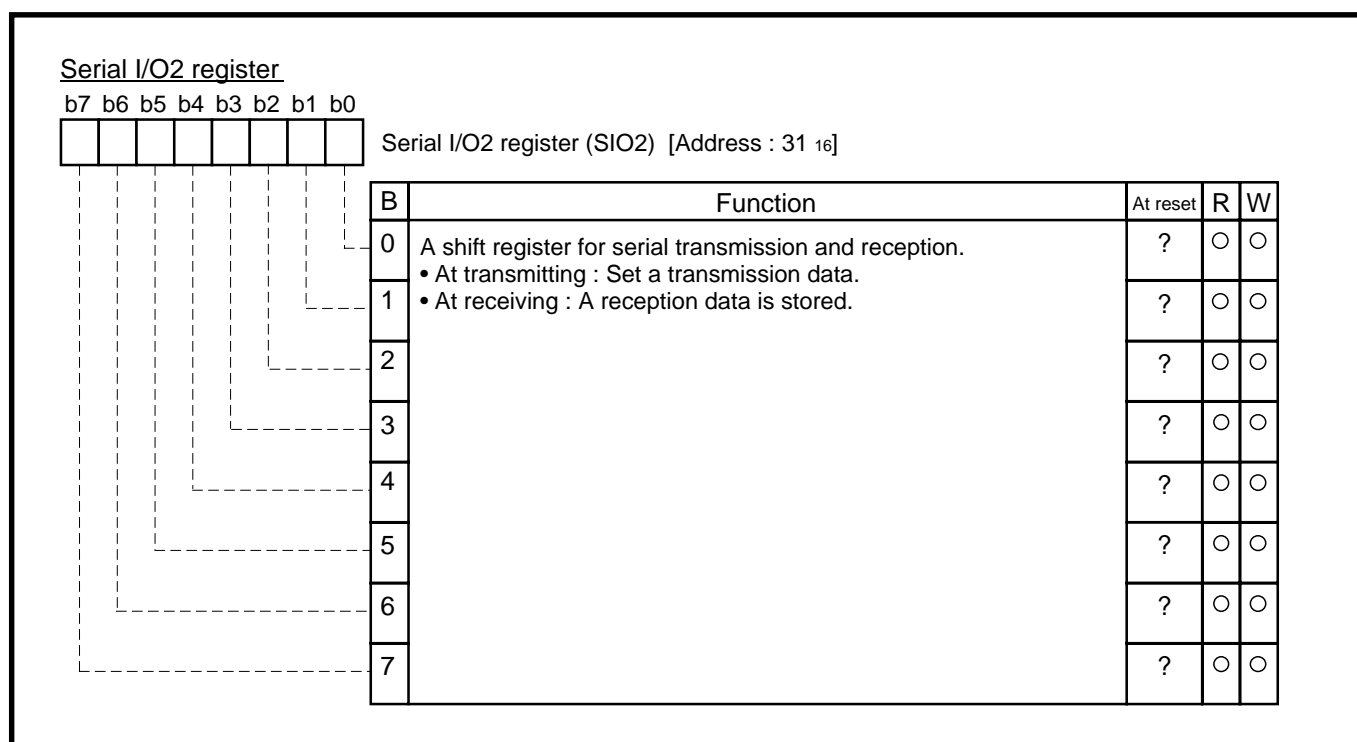 Serial I/O2 register
b7 b6 b5 b4 b3 b2 b1 b0
Serial I/O2 register (SIO2) [Address : 31 16]
B Function At reset R W
0 A shift register for serial transmission and reception. ? ○ ○
• At transmitting : Set a transmission data.
1 • At receiving : A reception data is stored. ? ○ ○
2 ? ○ ○
3 ? ○ ○
4 ? ○ ○
5 ? ○ ○
6 ? ○ ○
7 ? ○ ○